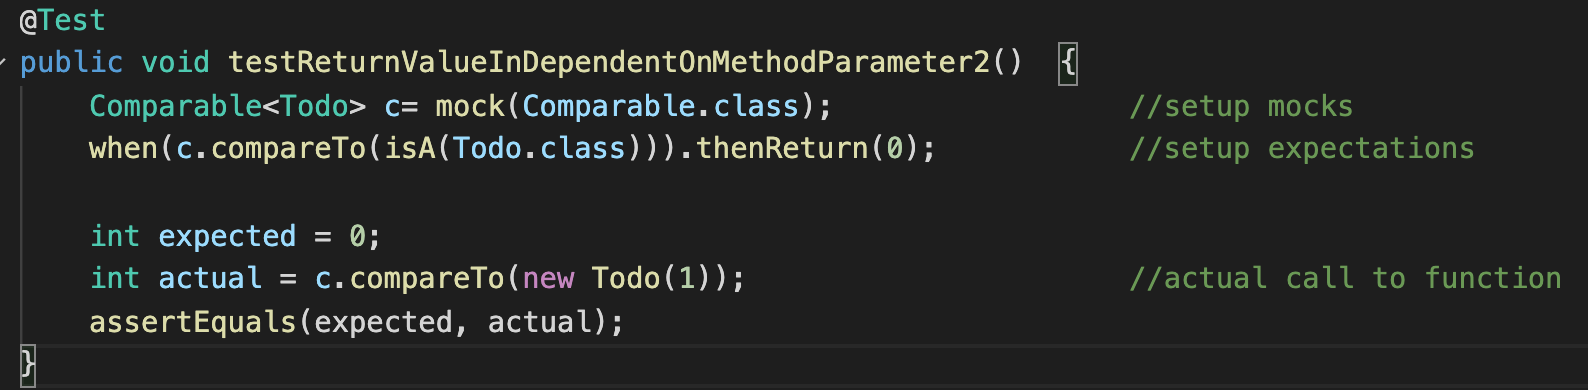 @Test
public void testReturnValueInDependentOnMethodParameter2()  {
    Comparable<Todo> c= mock(Comparable.class);                 //setup mocks
    when(c.compareTo(isA(Todo.class))).thenReturn(0);           //setup expectations
    int expected = 0;
    int actual = c.compareTo(new Todo(1));                      //actual call to function
    assertEquals(expected, actual);
}